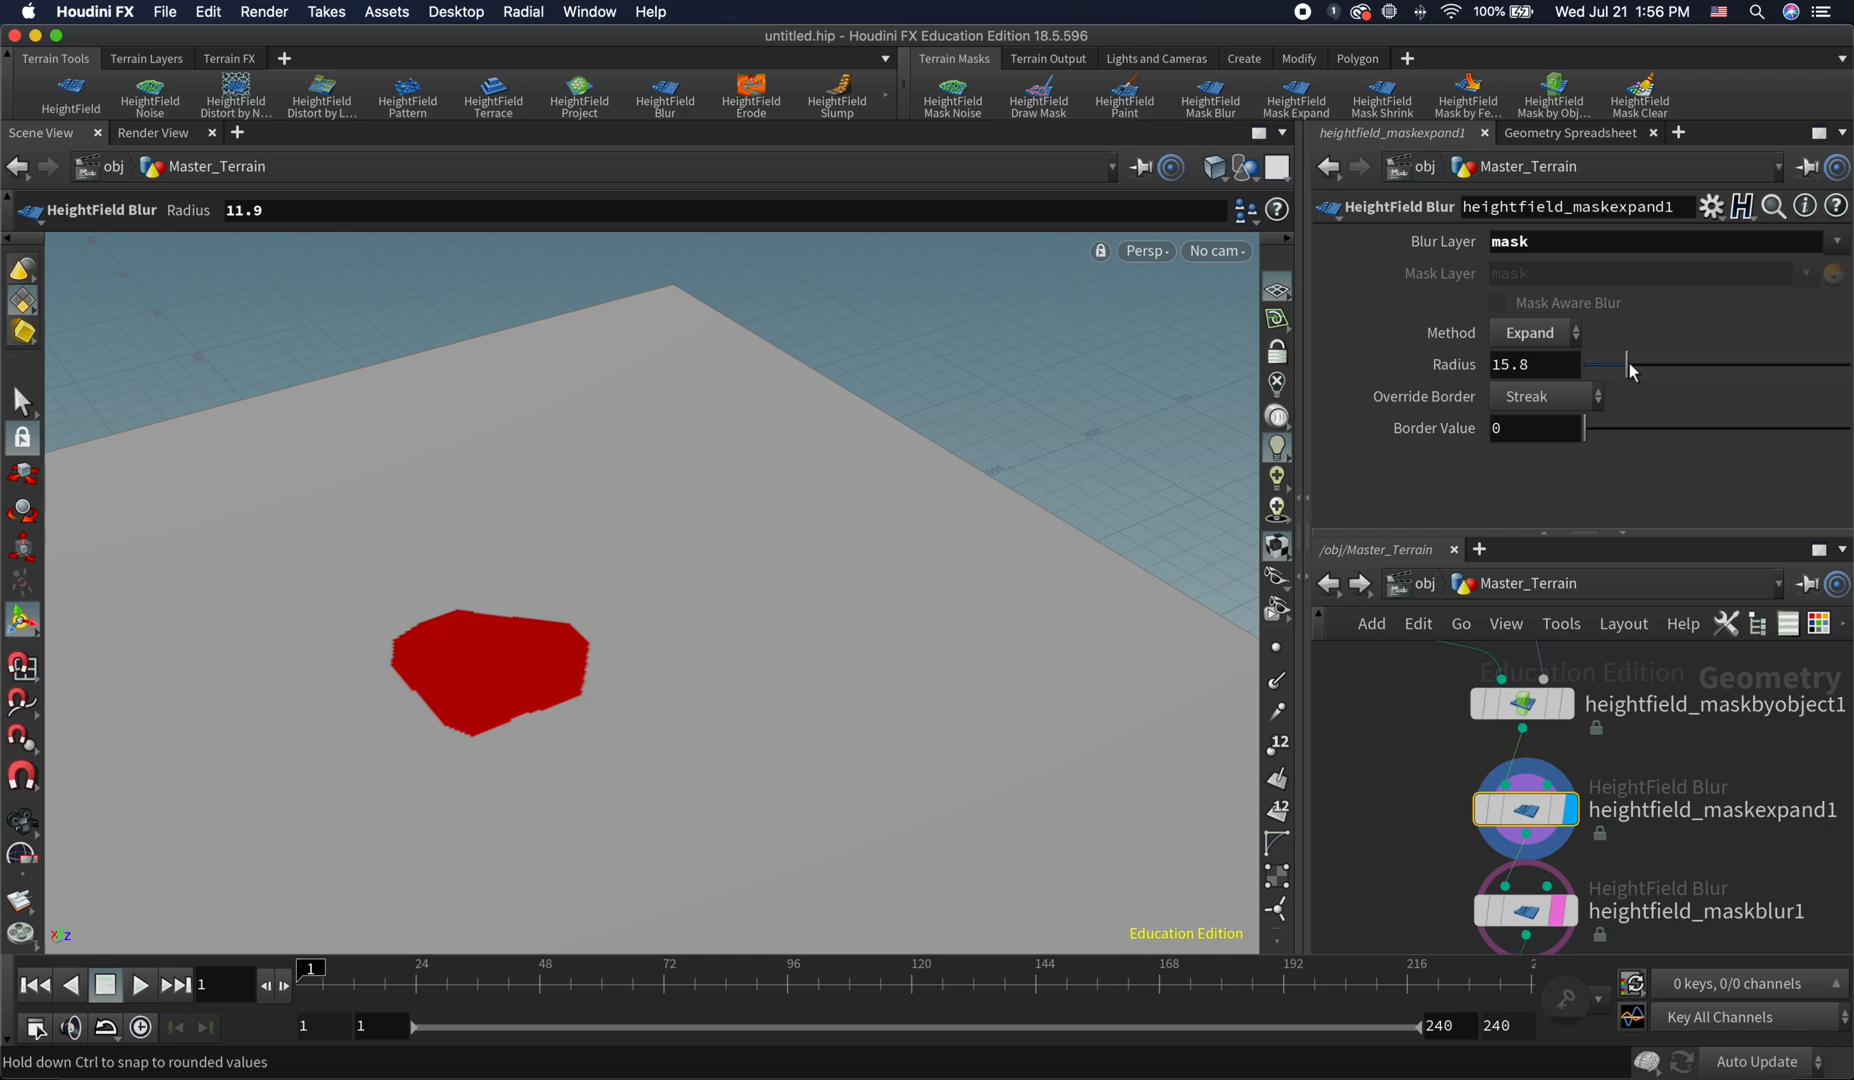 Houdini FX File Edit Render Takes Assets Desktop Radial Window Help 1 100% Wed Jul 21 1:56 PM
untitled.hip - Houdini FX Education Edition 18.5.596
Terrain Tools Terrain Layers Terrain FX Terrain Masks Terrain Output Lights and Cameras Create Modify Polygon
HeightField
HeightField Noise
HeightField Distort by N...
HeightField Distort by L...
HeightField Pattern
HeightField Terrace
HeightField Project
HeightField Blur
HeightField Erode
HeightField Slump
HeightField Mask Noise
HeightField Draw Mask
HeightField Paint
HeightField Mask Blur
HeightField Mask Expand
HeightField Mask Shrink
HeightField Mask by Fe...
HeightField Mask by Obj...
HeightField Mask Clear
Scene View Render View
obj Master_Terrain
HeightField Blur Radius 11.9
Persp No cam
12
12
xyz
Education Edition
heightfield_maskexpand1 Geometry Spreadsheet
obj Master_Terrain
HeightField Blur heightfield_maskexpand1
Blur Layer mask
Mask Layer mask
Mask Aware Blur
Method Expand
Radius 15.8
Override Border Streak
Border Value 0
/obj/Master_Terrain
obj Master_Terrain
Add Edit Go View Tools Layout Help
Education Edition Geometry
heightfield_maskbyobject1
HeightField Blur
heightfield_maskexpand1
HeightField Blur
heightfield_maskblur1
1 1 24 48 72 96 120 144 168 192 216 2
0 keys, 0/0 channels
1 1 240 240 Key All Channels
Hold down Ctrl to snap to rounded values Auto Update